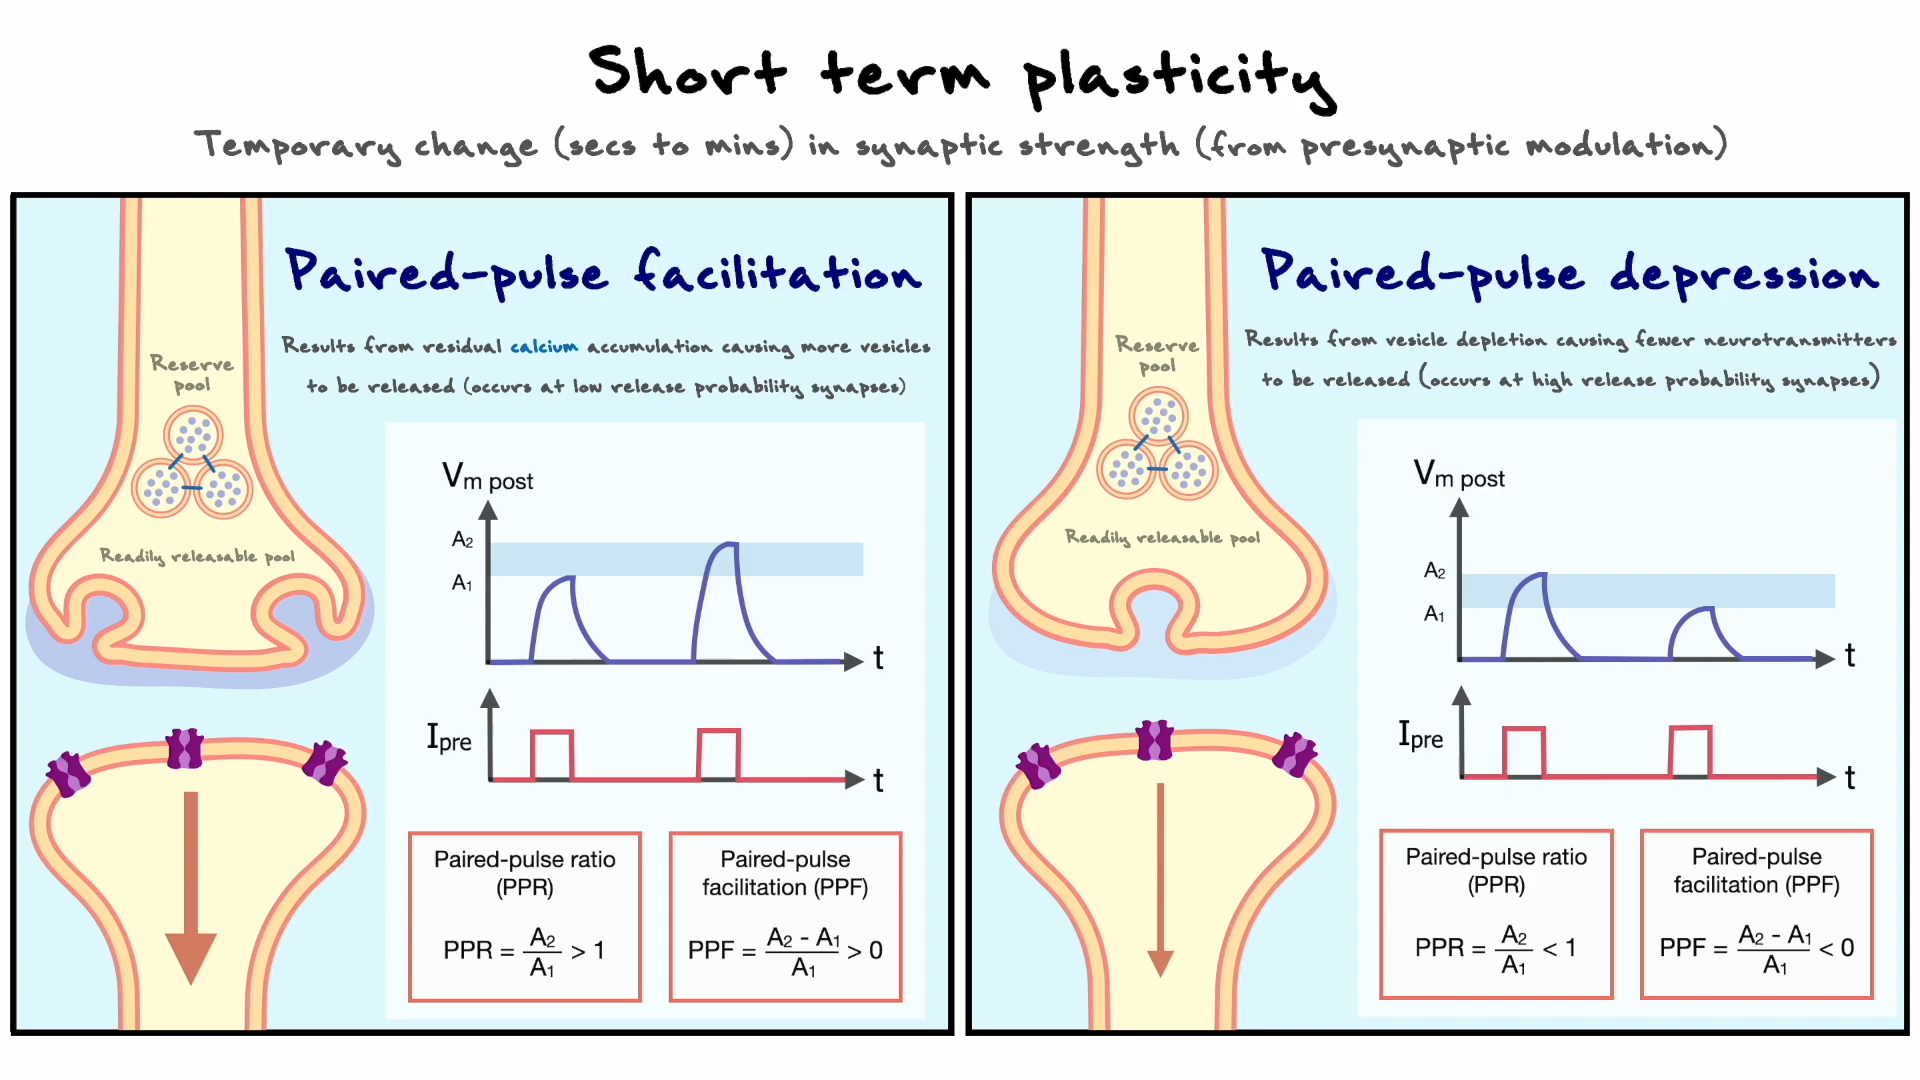 Short term plasticity
Temporary change (secs to mins) in synaptic strength (from presynaptic modulation)
Paired-pulse facilitation
Results from residual calcium accumulation causing more vesicles
to be released (occurs at low release probability synapses)
Reserve
pool
Readily releasable pool
Vm post
A2
A1
t
Ipre
t
Paired-pulse ratio
(PPR)
PPR = A2/A1 > 1
Paired-pulse
facilitation (PPF)
PPF = A2 - A1/A1 > 0
Paired-pulse depression
Results from vesicle depletion causing fewer neurotransmitters
to be released (occurs at high release probability synapses)
Reserve
pool
Readily releasable pool
Vm post
A2
A1
t
Ipre
t
Paired-pulse ratio
(PPR)
PPR = A2/A1 < 1
Paired-pulse
facilitation (PPF)
PPF = A2 - A1/A1 < 0